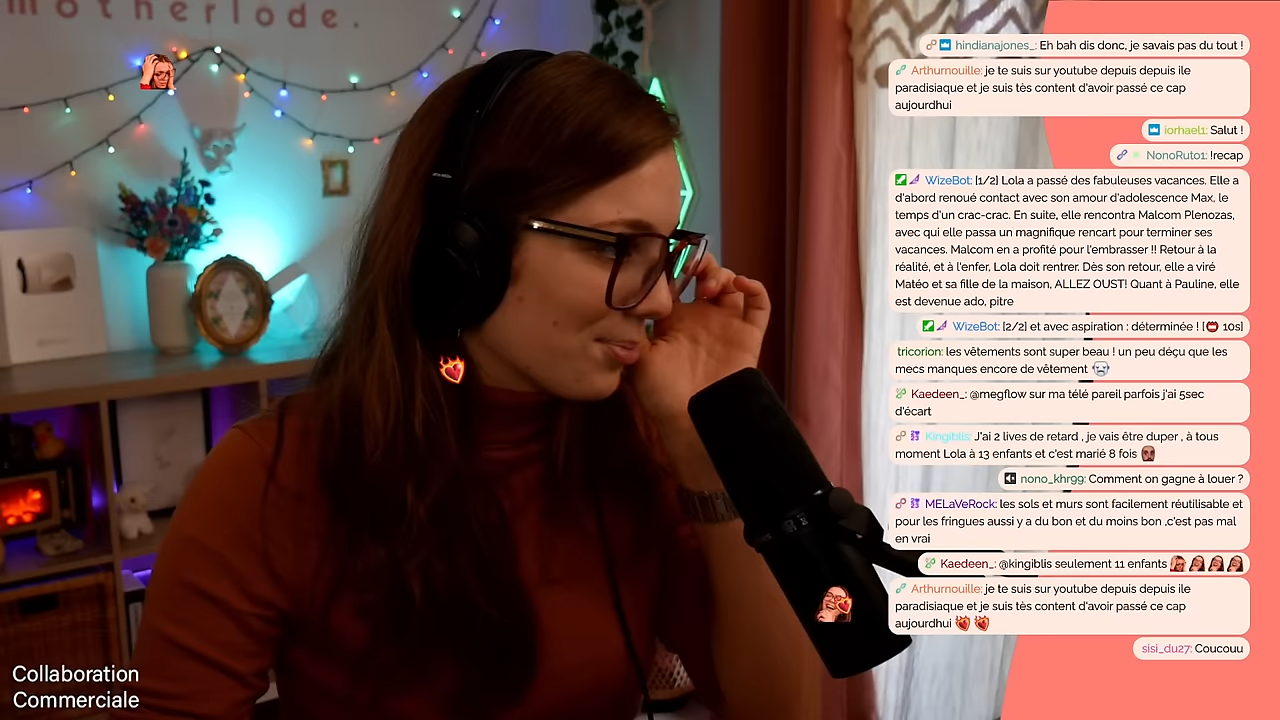 motherlode.
hindianajones_: Eh bah dis donc, je savais pas du tout !
Arthurnouille: je te suis sur youtube depuis depuis ile
paradisiaque et je suis tès content d'avoir passé ce cap
aujourdhui
iorhael1: Salut !
NonoRuto1: !recap
WizeBot: [1/2] Lola a passé des fabuleuses vacances. Elle a
d'abord renoué contact avec son amour d'adolescence Max, le
temps d'un crac-crac. En suite, elle rencontra Malcom Plenozas,
avec qui elle passa un magnifique rencart pour terminer ses
vacances. Malcom en a profité pour l'embrasser !! Retour à la
réalité, et à l'enfer, Lola doit rentrer. Dès son retour, elle a viré
Matéo et sa fille de la maison, ALLEZ OUST! Quant à Pauline, elle
est devenue ado, pitre
WizeBot: [2/2] et avec aspiration : déterminée ! [ 10s]
tricorion: les vêtements sont super beau ! un peu déçu que les
mecs manques encore de vêtement
Kaedeen_: @megflow sur ma télé pareil parfois j'ai 5sec
d'écart
Kingiblis: J'ai 2 lives de retard , je vais être duper , à tous
moment Lola à 13 enfants et c'est marié 8 fois
nono_khr99: Comment on gagne à louer ?
MELaVeRock: les sols et murs sont facilement réutilisable et
pour les fringues aussi y a du bon et du moins bon ,c'est pas mal
en vrai
Kaedeen_: @kingiblis seulement 11 enfants
Arthurnouille: je te suis sur youtube depuis depuis ile
paradisiaque et je suis tès content d'avoir passé ce cap
aujourdhui
sisi_du27: Coucouu
Collaboration
Commerciale